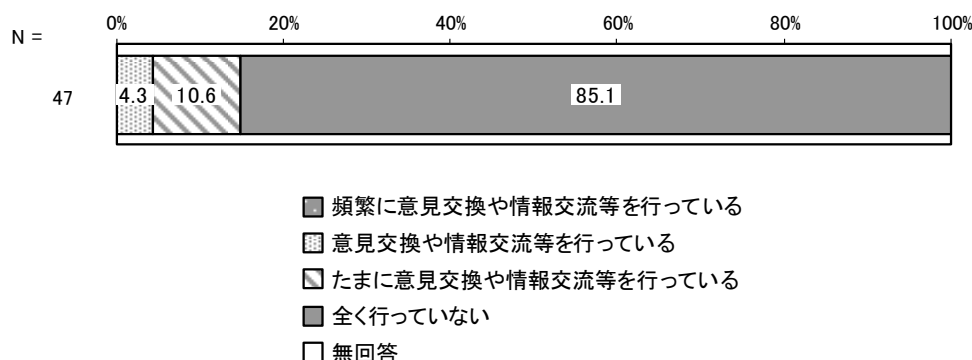 0% 20% 40% 60% 80% 100%
N =
47 4.3 10.6 85.1
頻繁に意見交換や情報交流等を行っている
意見交換や情報交流等を行っている
たまに意見交換や情報交流等を行っている
全く行っていない
無回答